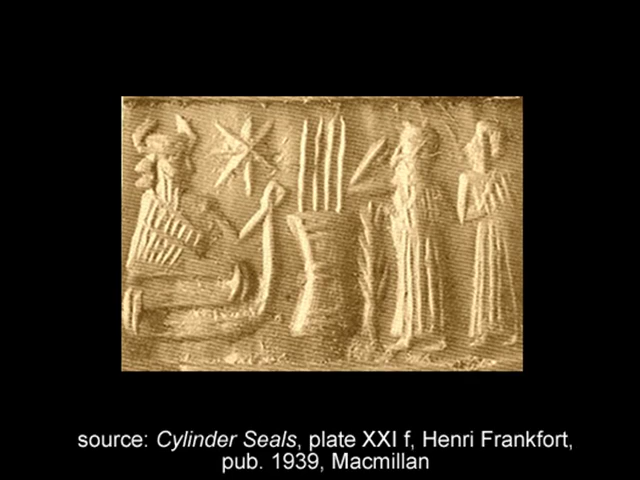 source: Cylinder Seals, plate XXI f, Henri Frankfort,
pub. 1939, Macmillan